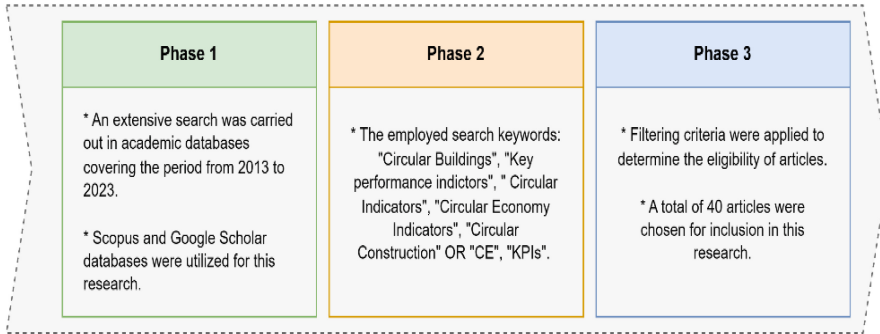 Phase 1
* An extensive search was carried
out in academic databases
covering the period from 2013 to
2023.
* Scopus and Google Scholar
databases were utilized for this
research.
Phase 2
* The employed search keywords:
"Circular Buildings", "Key
performance indictors", " Circular
Indicators", "Circular Economy
Indicators", "Circular
Construction" OR "CE", "KPIs".
Phase 3
* Filtering criteria were applied to
determine the eligibility of articles.
* A total of 40 articles were
chosen for inclusion in this
research.